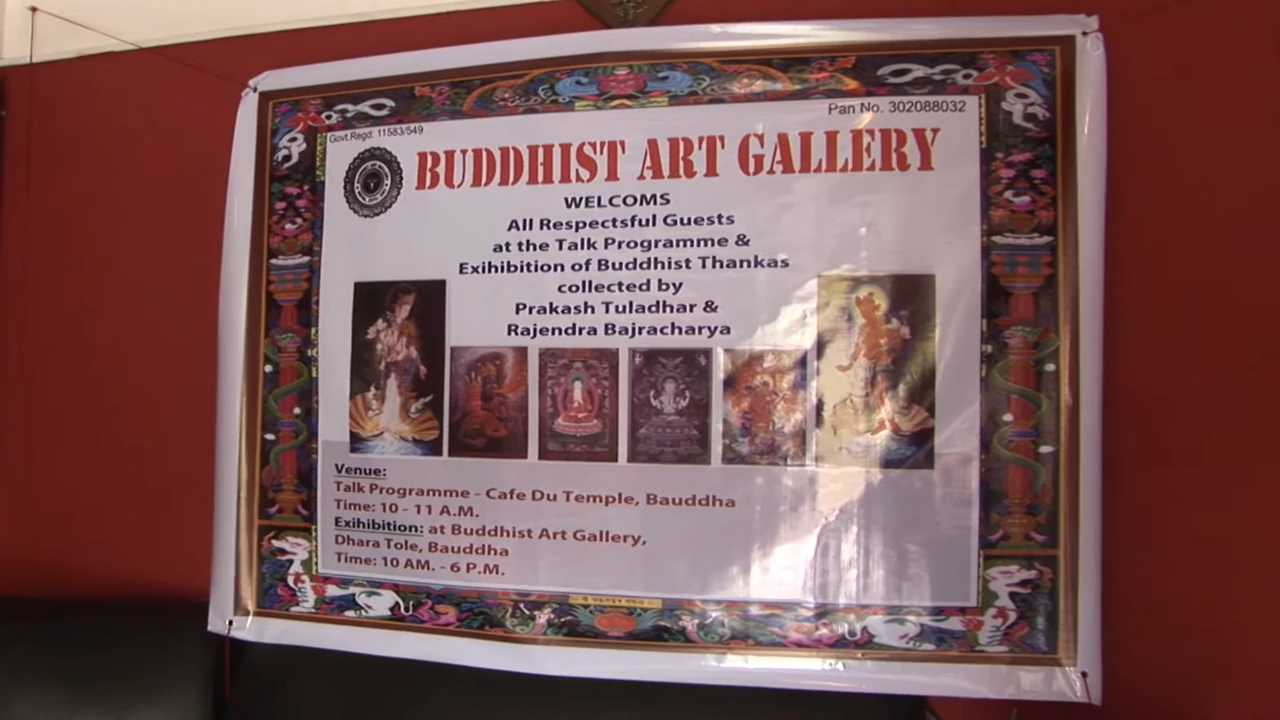 Pan No. 302088032
Govt.Regd: 11583/549
BUDDHIST ART GALLERY
WELCOMS
All Respectsful Guests
at the Talk Programme &
Exihibition of Buddhist Thankas
collected by
Prakash Tuladhar &
Rajendra Bajracharya
Venue:
Talk Programme - Cafe Du Temple, Bauddha
Time: 10 - 11 A.M.
Exihibition: at Buddhist Art Gallery,
Dhara Tole, Bauddha
Time: 10 AM. - 6 P.M.